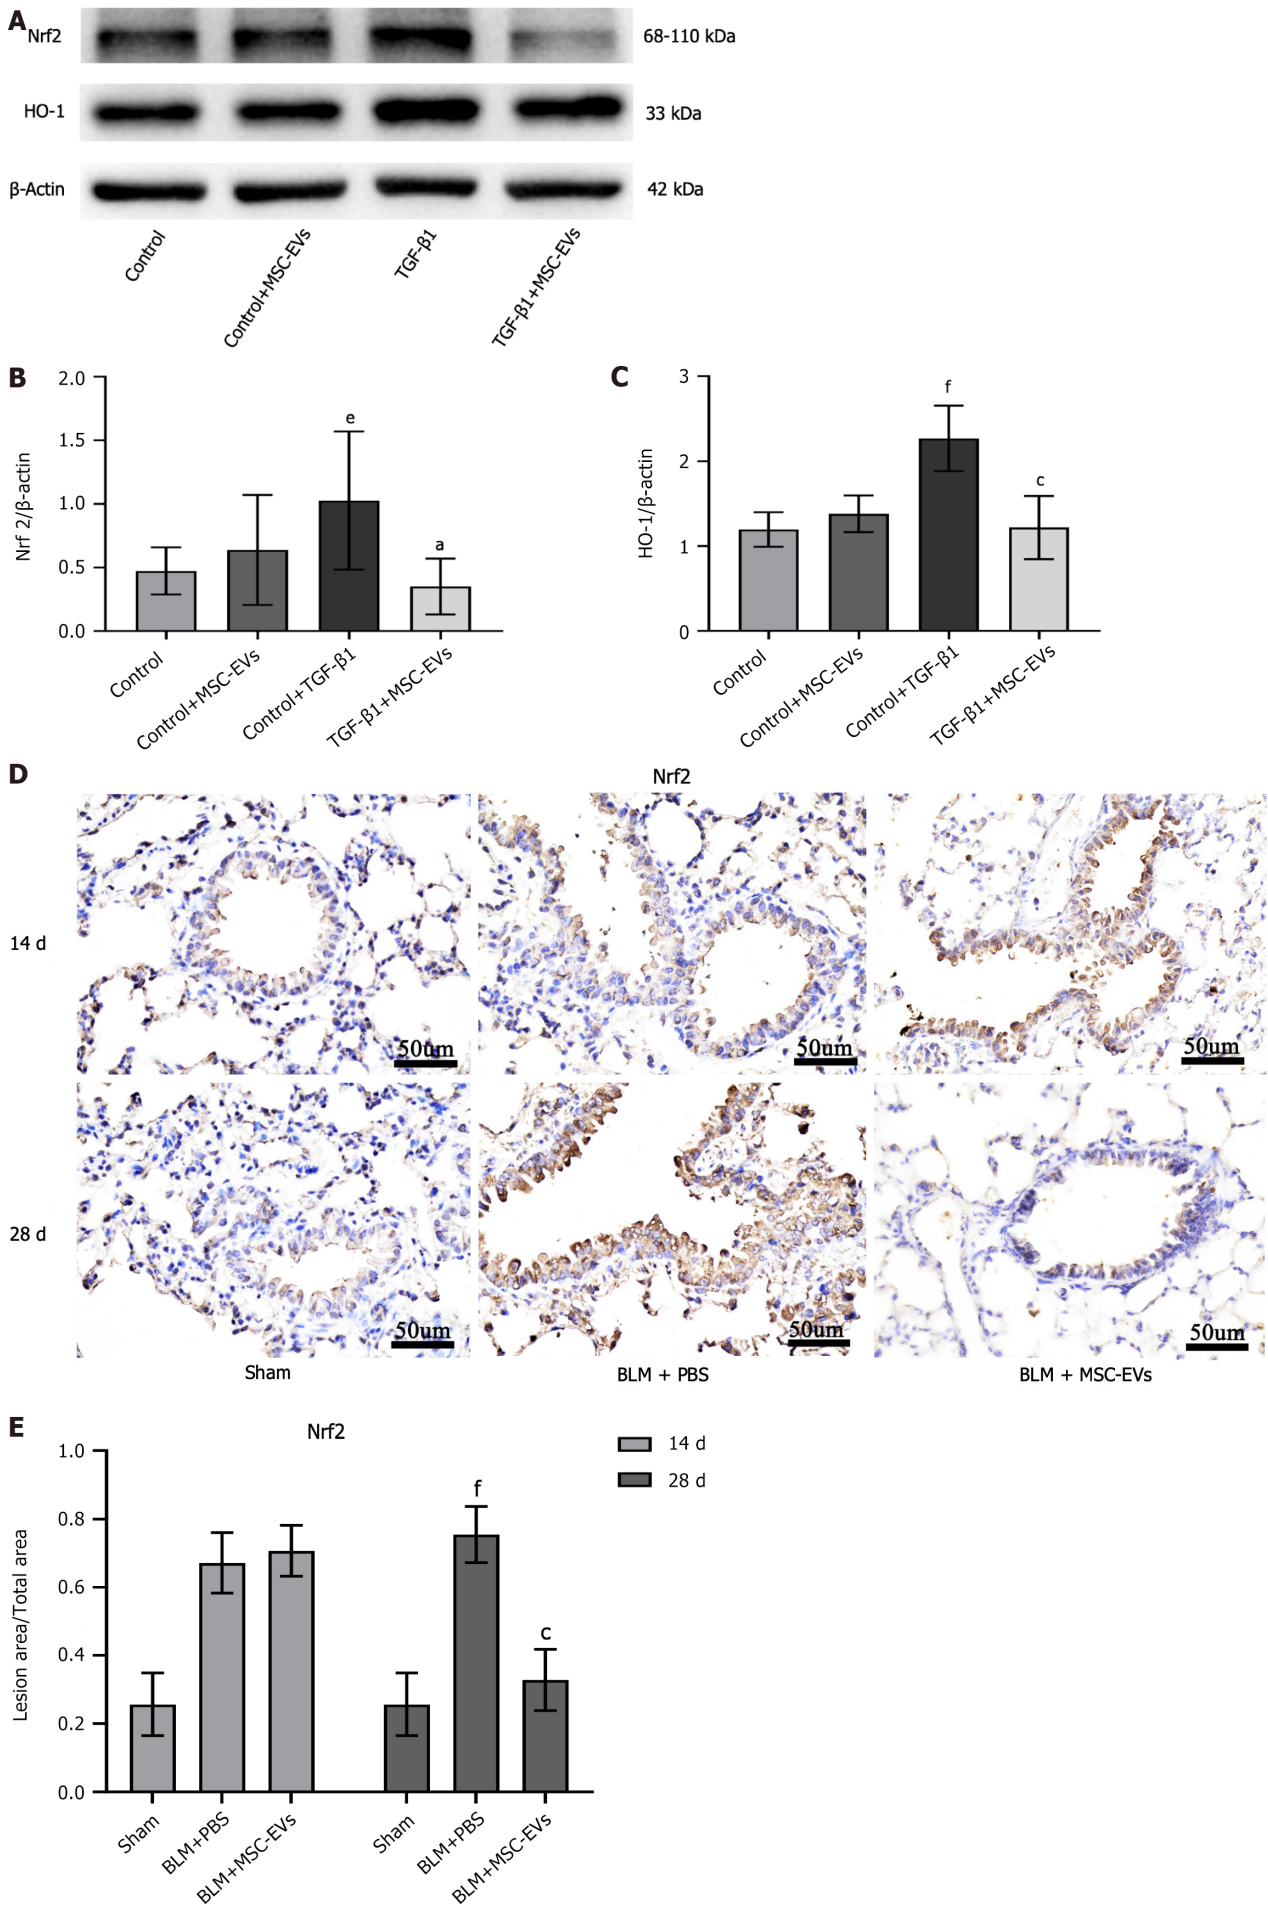 A
Nrf2
68-110 kDa
HO-1
33 kDa
β-Actin
42 kDa
Control
Control+MSC-EVs
TGF-β1
TGF-β1+MSC-EVs
B
2.0
1.5
1.0
0.5
0.0
Nrf 2/β-actin
e
a
Control
Control+MSC-EVs
Control+TGF-β1
TGF-β1+MSC-EVs
C
3
2
1
0
HO-1/β-actin
f
c
Control
Control+MSC-EVs
Control+TGF-β1
TGF-β1+MSC-EVs
D
Nrf2
14 d
50um
50um
50um
28 d
50um
50um
50um
Sham
BLM + PBS
BLM + MSC-EVs
E
Nrf2
14 d
28 d
1.0
0.8
0.6
0.4
0.2
0.0
Lesion area/Total area
f
c
Sham
BLM+PBS
BLM+MSC-EVs
Sham
BLM+PBS
BLM+MSC-EVs